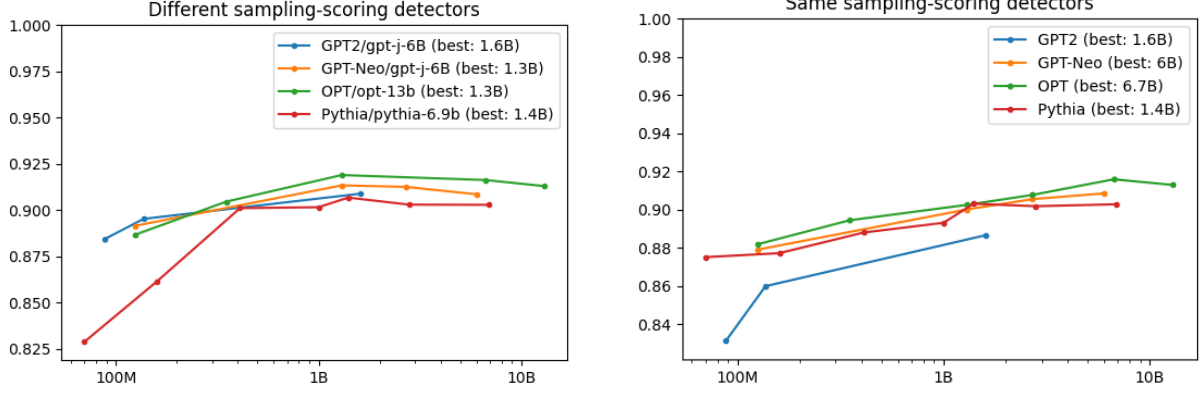 Different sampling-scoring detectors
1.000
0.975
0.950
0.925
0.900
0.875
0.850
0.825
100M
1B
10B
GPT2/gpt-j-6B (best: 1.6B)
GPT-Neo/gpt-j-6B (best: 1.3B)
OPT/opt-13b (best: 1.3B)
Pythia/pythia-6.9b (best: 1.4B)
Same sampling-scoring detectors
1.00
0.98
0.96
0.94
0.92
0.90
0.88
0.86
0.84
100M
1B
10B
GPT2 (best: 1.6B)
GPT-Neo (best: 6B)
OPT (best: 6.7B)
Pythia (best: 1.4B)